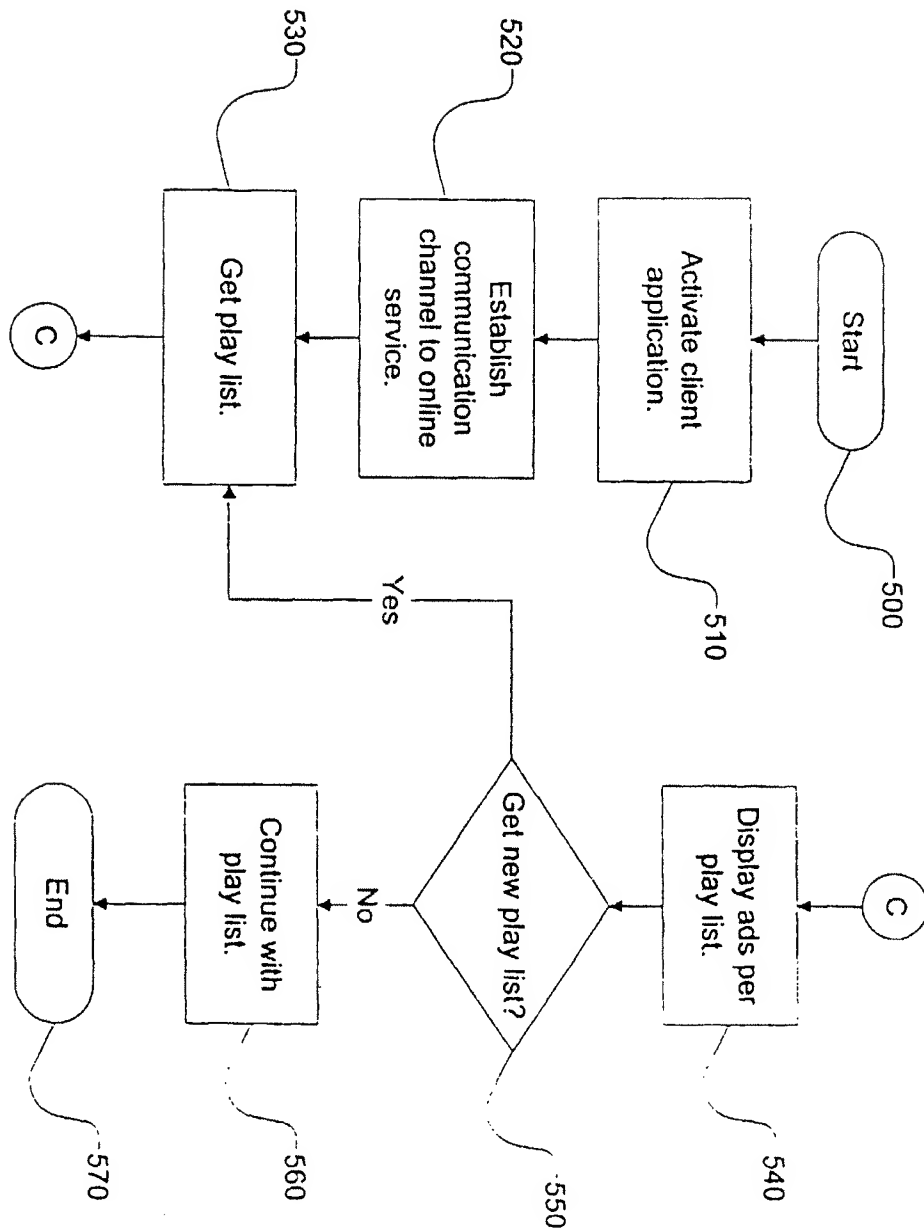 Start
500
Activate client
application.
510
Establish
communication
channel to online
service.
520
Get play list.
530
C
C
Display ads per
play list.
540
Get new play list?
550
Yes
No
Continue with
play list.
560
End
570